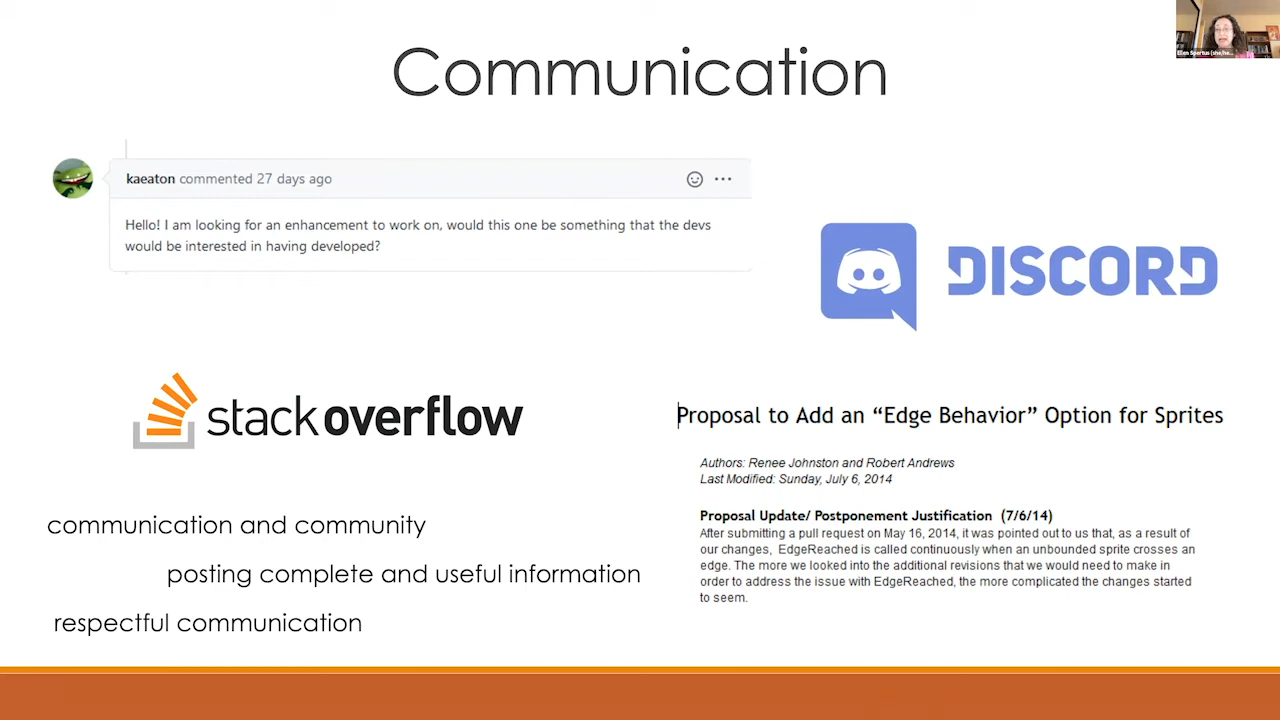 Communication
Ellen Spertus (she/he...
kaeaton commented 27 days ago
Hello! I am looking for an enhancement to work on, would this one be something that the devs
would be interested in having developed?
DISCORD
stackoverflow
Proposal to Add an “Edge Behavior” Option for Sprites
Authors: Renee Johnston and Robert Andrews
Last Modified: Sunday, July 6, 2014
Proposal Update/ Postponement Justification (7/6/14)
After submitting a pull request on May 16, 2014, it was pointed out to us that, as a result of
our changes, EdgeReached is called continuously when an unbounded sprite crosses an
edge. The more we looked into the additional revisions that we would need to make in
order to address the issue with EdgeReached, the more complicated the changes started
to seem.
communication and community
posting complete and useful information
respectful communication